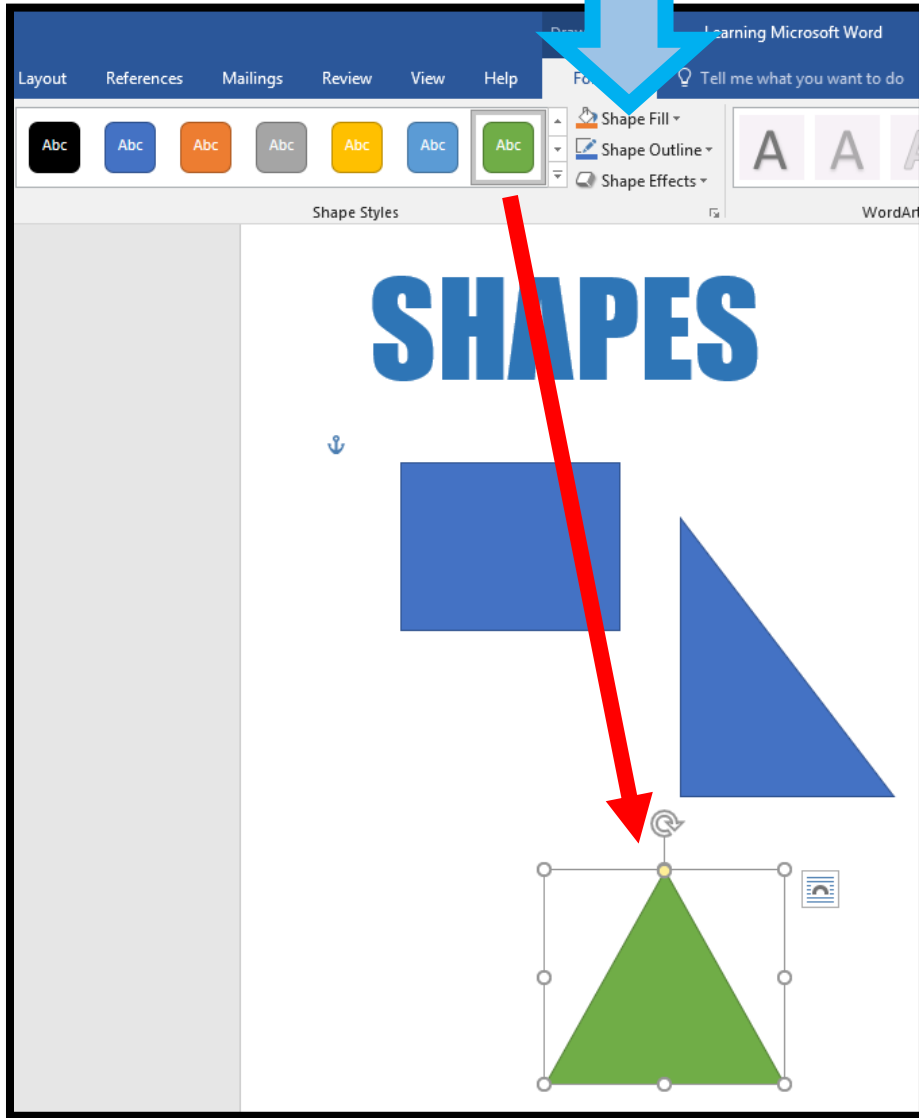 Learning Microsoft Word
Layout References Mailings Review View Help Tell me what you want to do
Abc Abc Abc Abc Abc Abc Abc
Shape Fill
Shape Outline
Shape Effects
A A A
Shape Styles
SHAPES